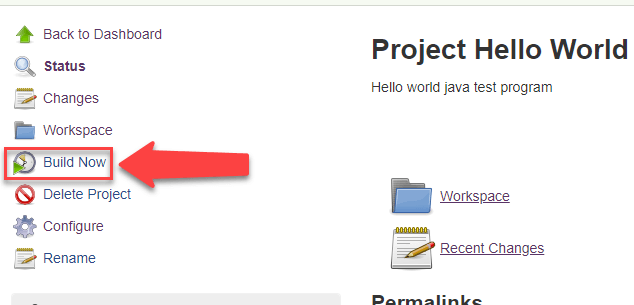 Back to Dashboard
Status
Changes
Workspace
Build Now
Delete Project
Configure
Rename
Project Hello World
Hello world java test program
Workspace
Recent Changes
Permalinks